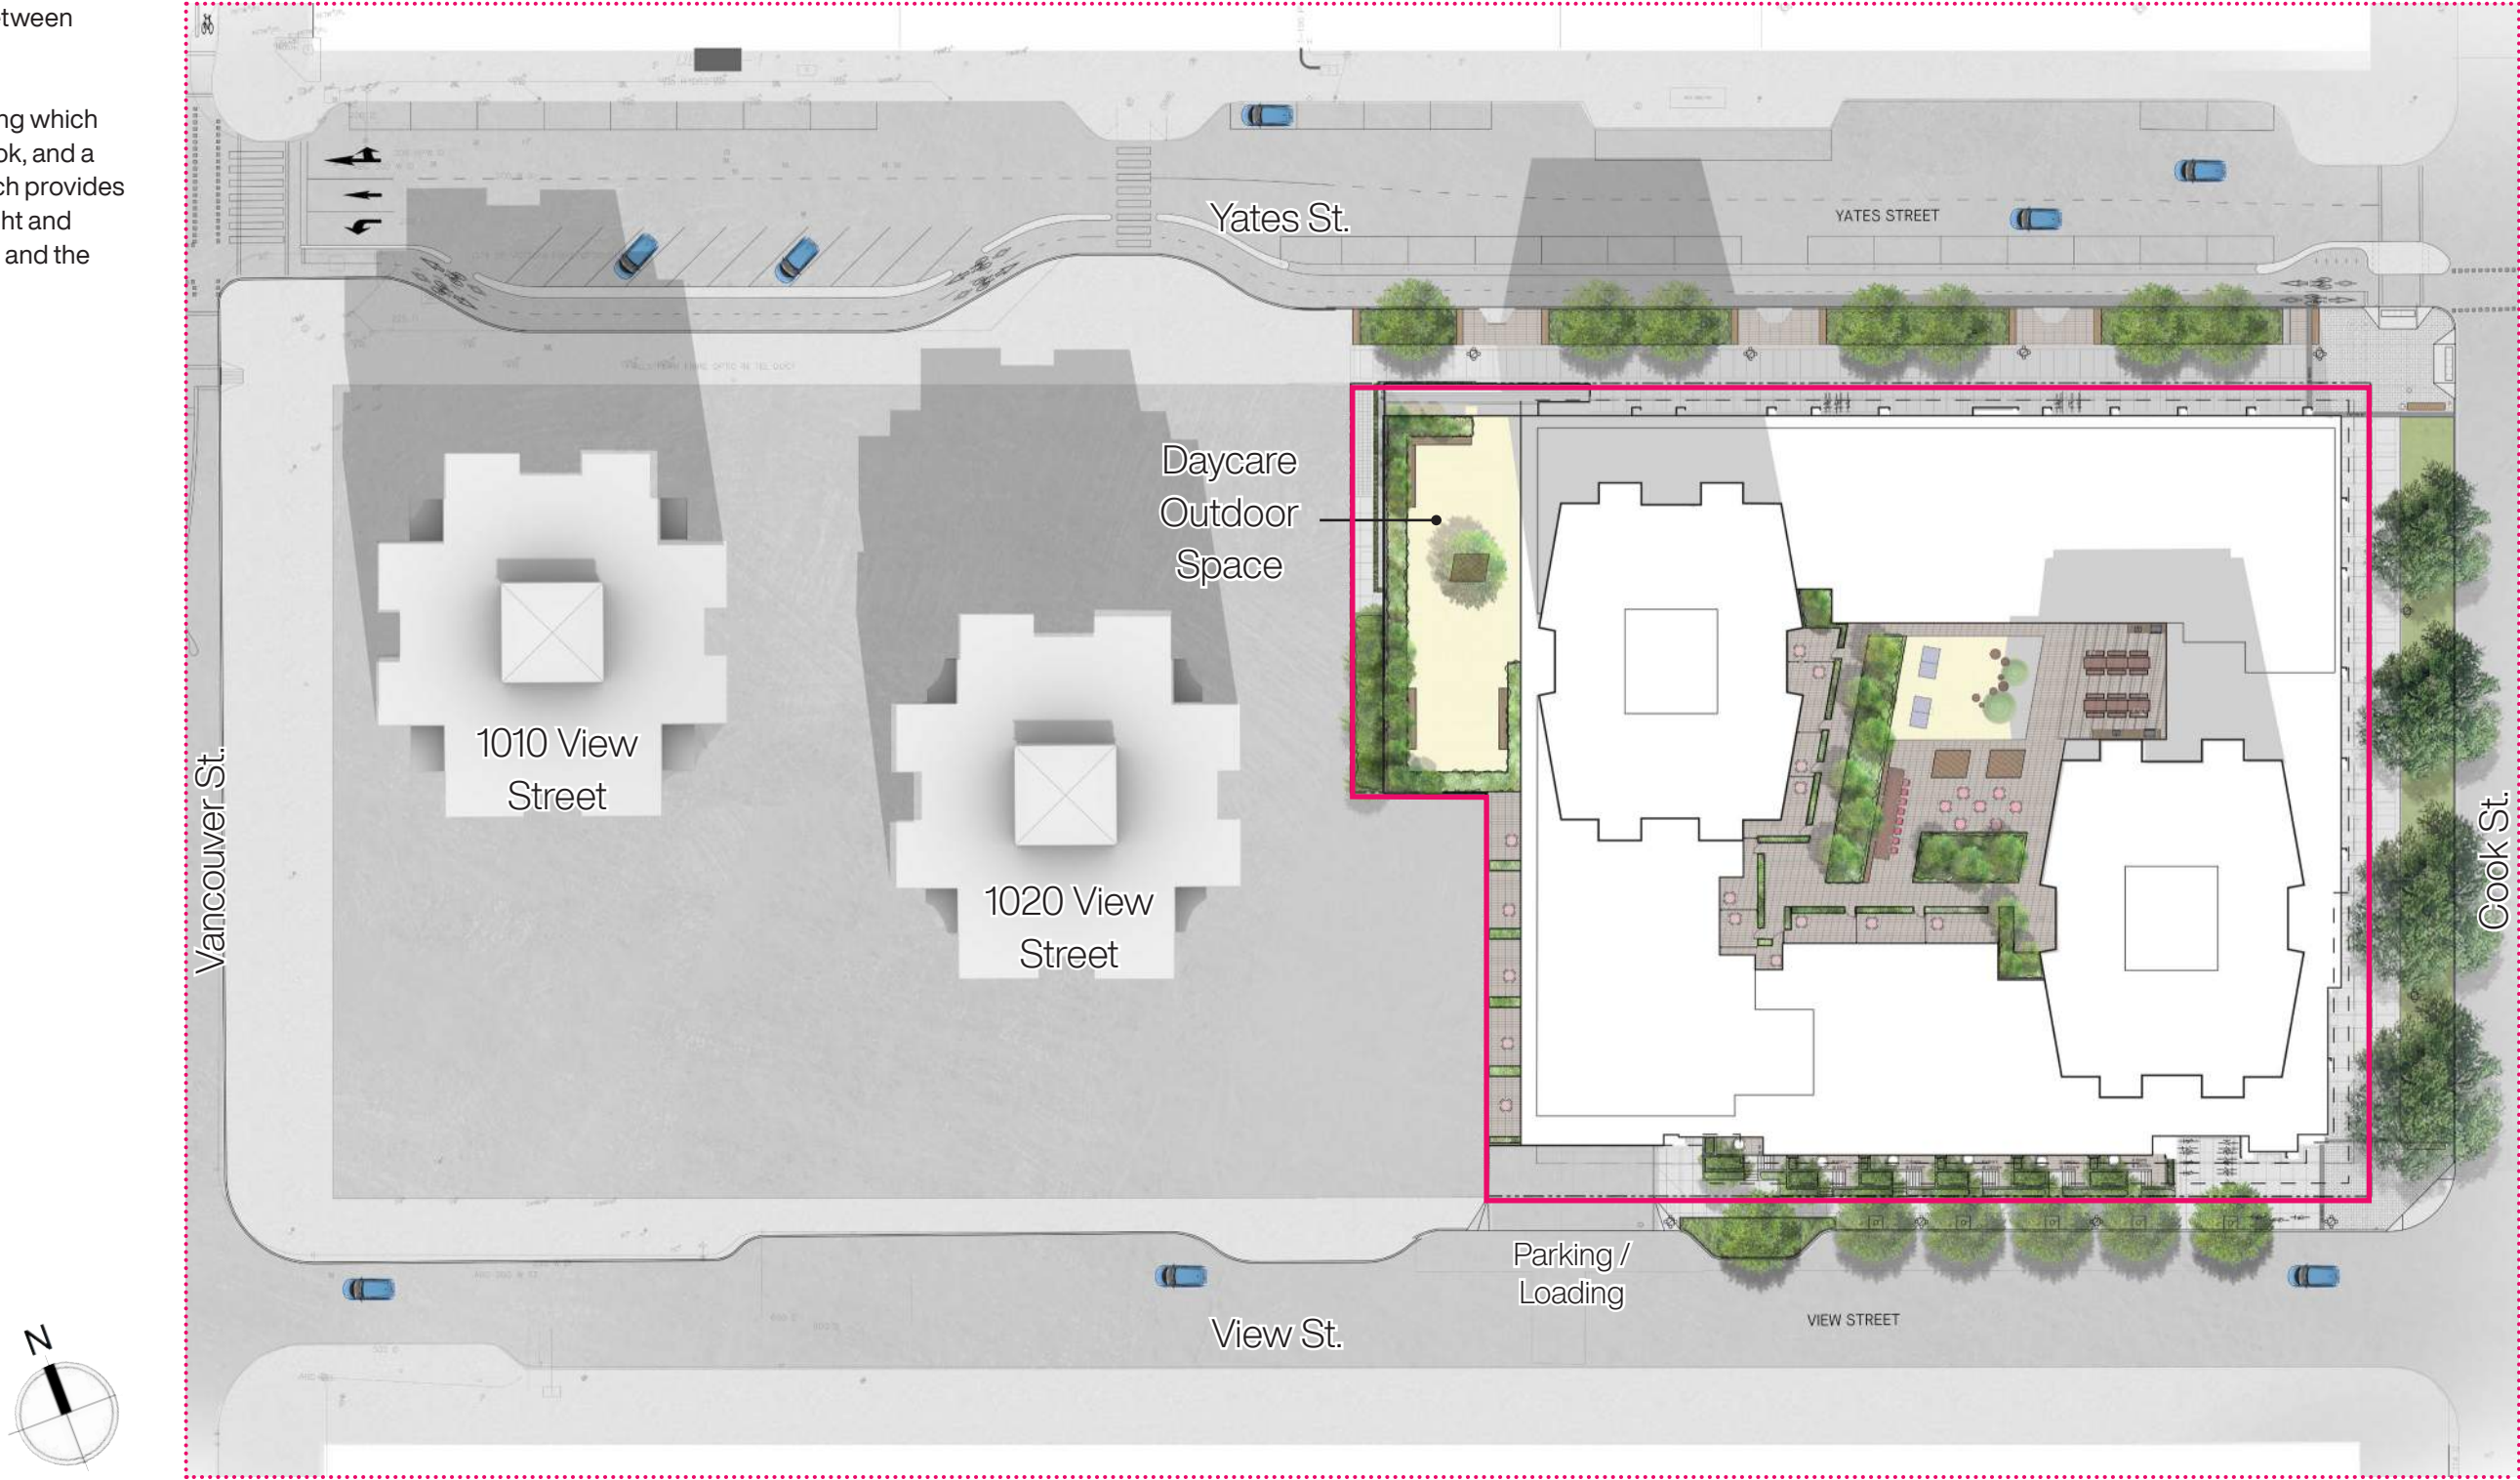 etween
ng which
ok, and a
ch provides
ht and
and the
Yates St.
YATES STREET
Daycare
Outdoor
Space
1010 View
Street
1020 View
Street
Vancouver St.
Cook St.
Parking /
Loading
View St.
VIEW STREET
N